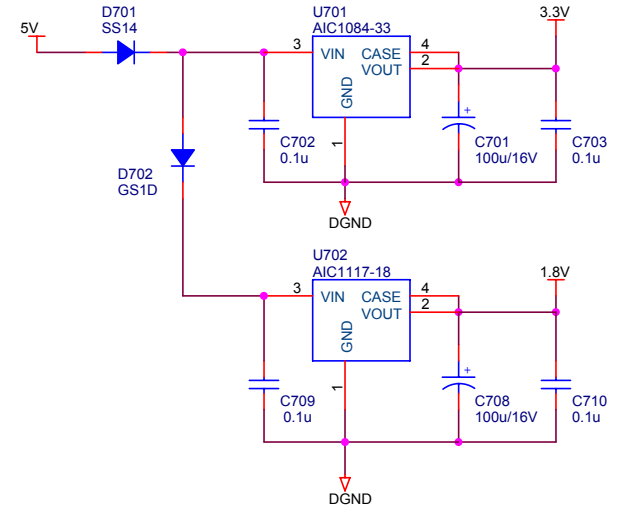 D701
SS14
5V
U701
AIC1084-33
3.3V
3
VIN
CASE
4
VOUT
2
GND
1
C702
0.1u
C701
100u/16V
C703
0.1u
D702
GS1D
DGND
U702
AIC1117-18
1.8V
3
VIN
CASE
4
VOUT
2
GND
1
C709
0.1u
C708
100u/16V
C710
0.1u
DGND